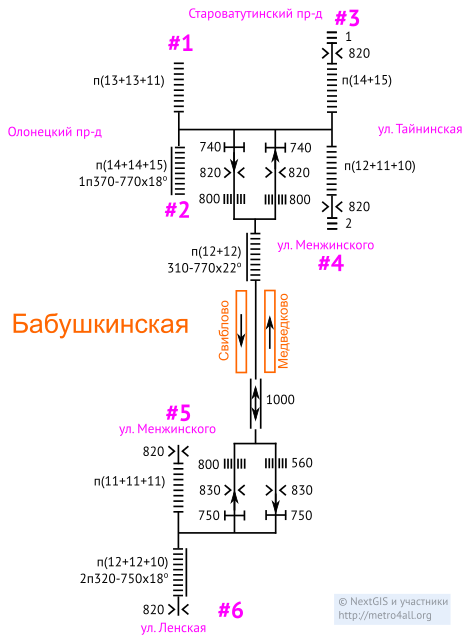 Староватутинский пр-д
#3
#1
1
820
п(13+13+11)
п(14+15)
Олонецкий пр-д
ул. Тайнинская
740
740
п(14+14+15)
1п370-770x18°
820
820
п(12+11+10)
800
800
#2
820
2
п(12+12)
310-770x22°
ул. Менжинского
#4
Бабушкинская
Свиблово
Медведково
1000
#5
ул. Менжинского
820
800
560
п(11+11+11)
830
830
750
750
п(12+12+10)
2п320-750x18°
820
#6
ул. Ленская
© NextGIS и участники
http://metro4all.org